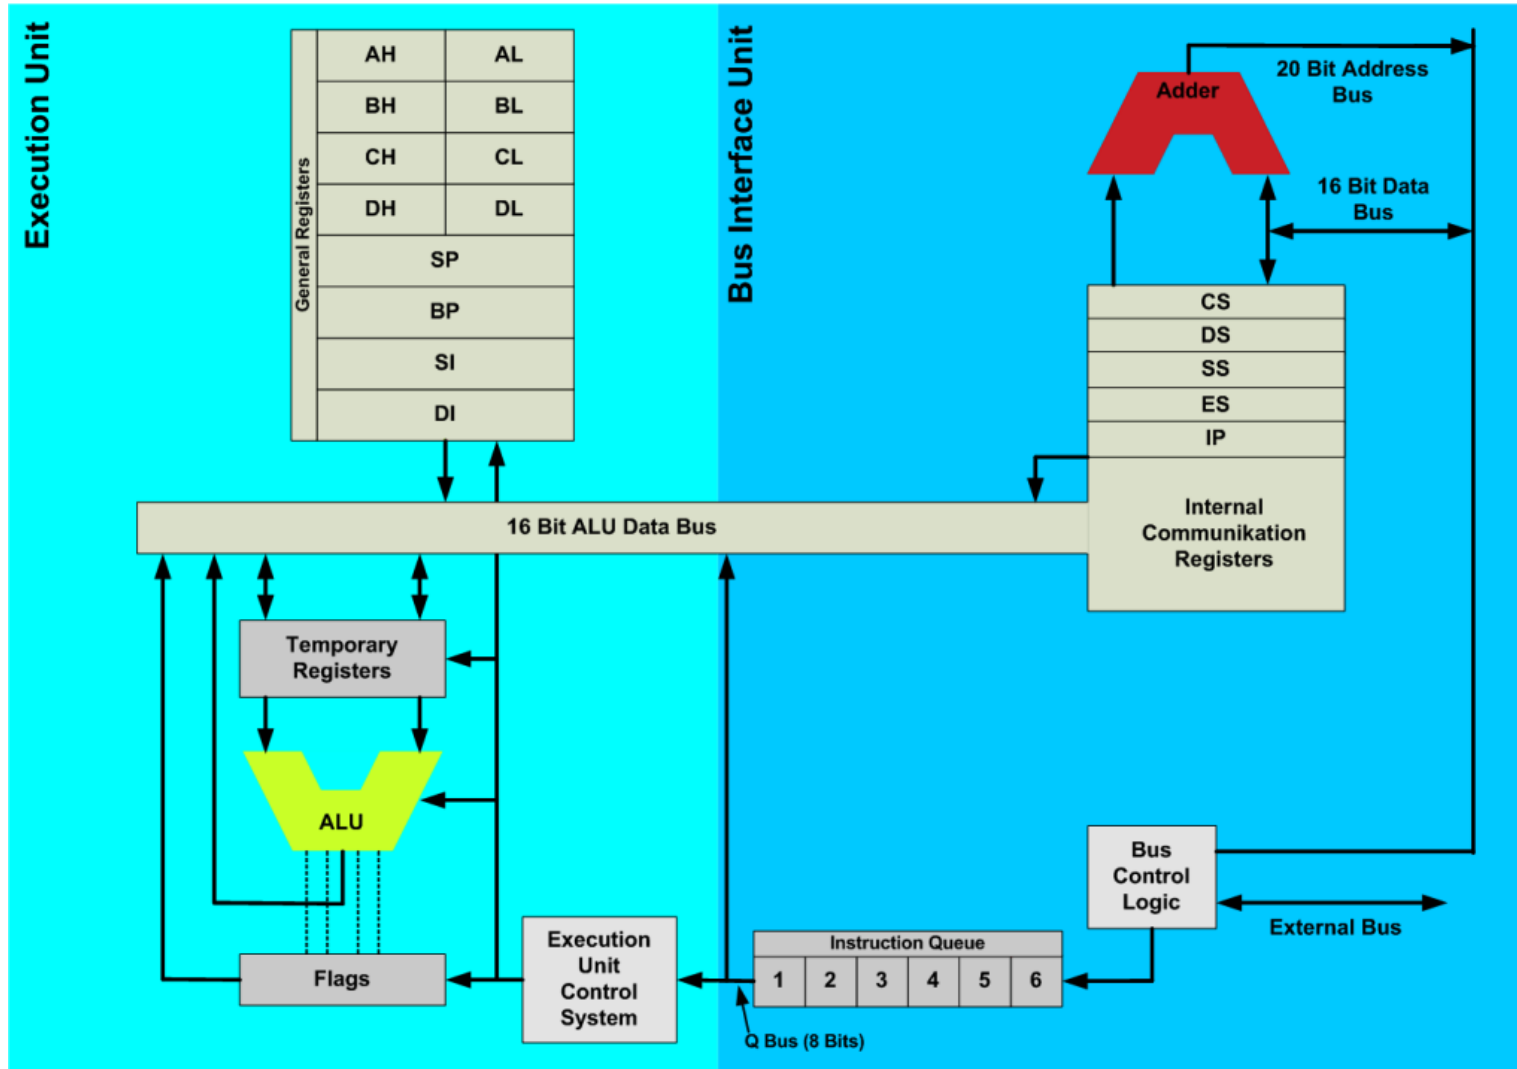 Execution Unit
General Registers
AH
AL
BH
BL
CH
CL
DH
DL
SP
BP
SI
DI
Bus Interface Unit
Adder
20 Bit Address
Bus
16 Bit Data
Bus
CS
DS
SS
ES
IP
Internal
Communikation
Registers
16 Bit ALU Data Bus
Temporary
Registers
ALU
Flags
Execution
Unit
Control
System
Instruction Queue
1 2 3 4 5 6
Q Bus (8 Bits)
Bus
Control
Logic
External Bus